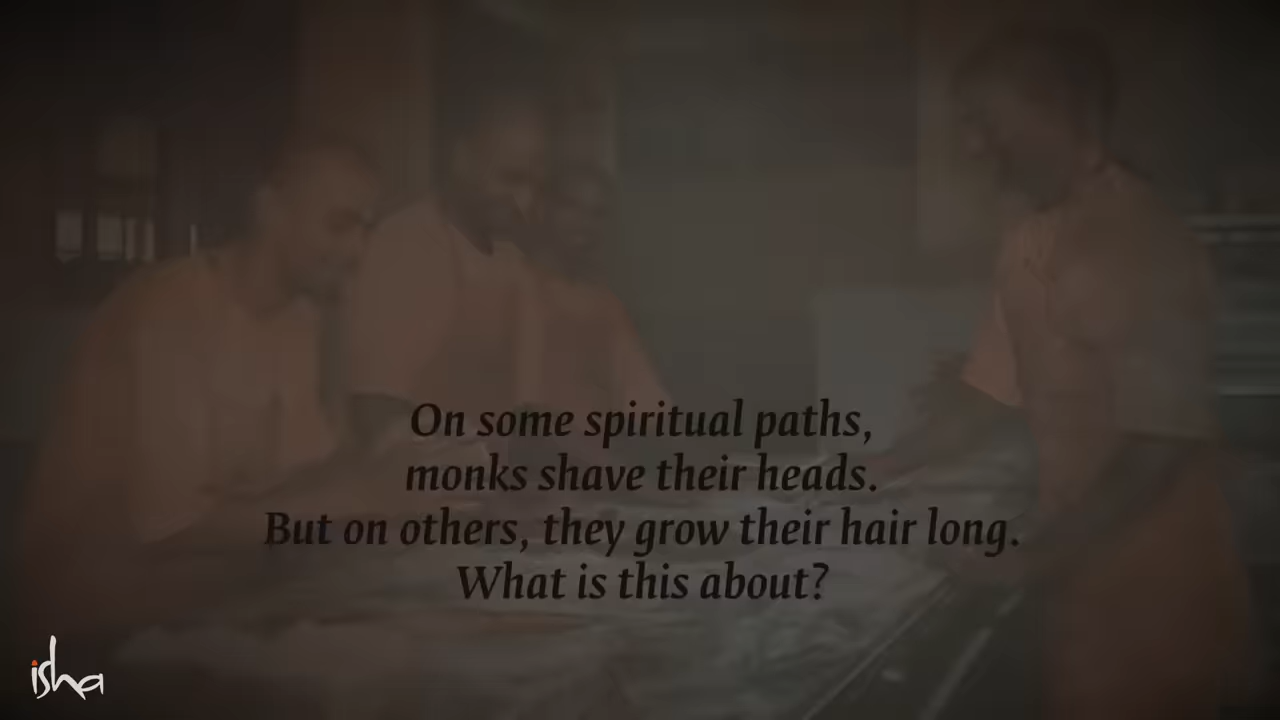 On some spiritual paths,
monks shave their heads.
But on others, they grow their hair long.
What is this about?
isha